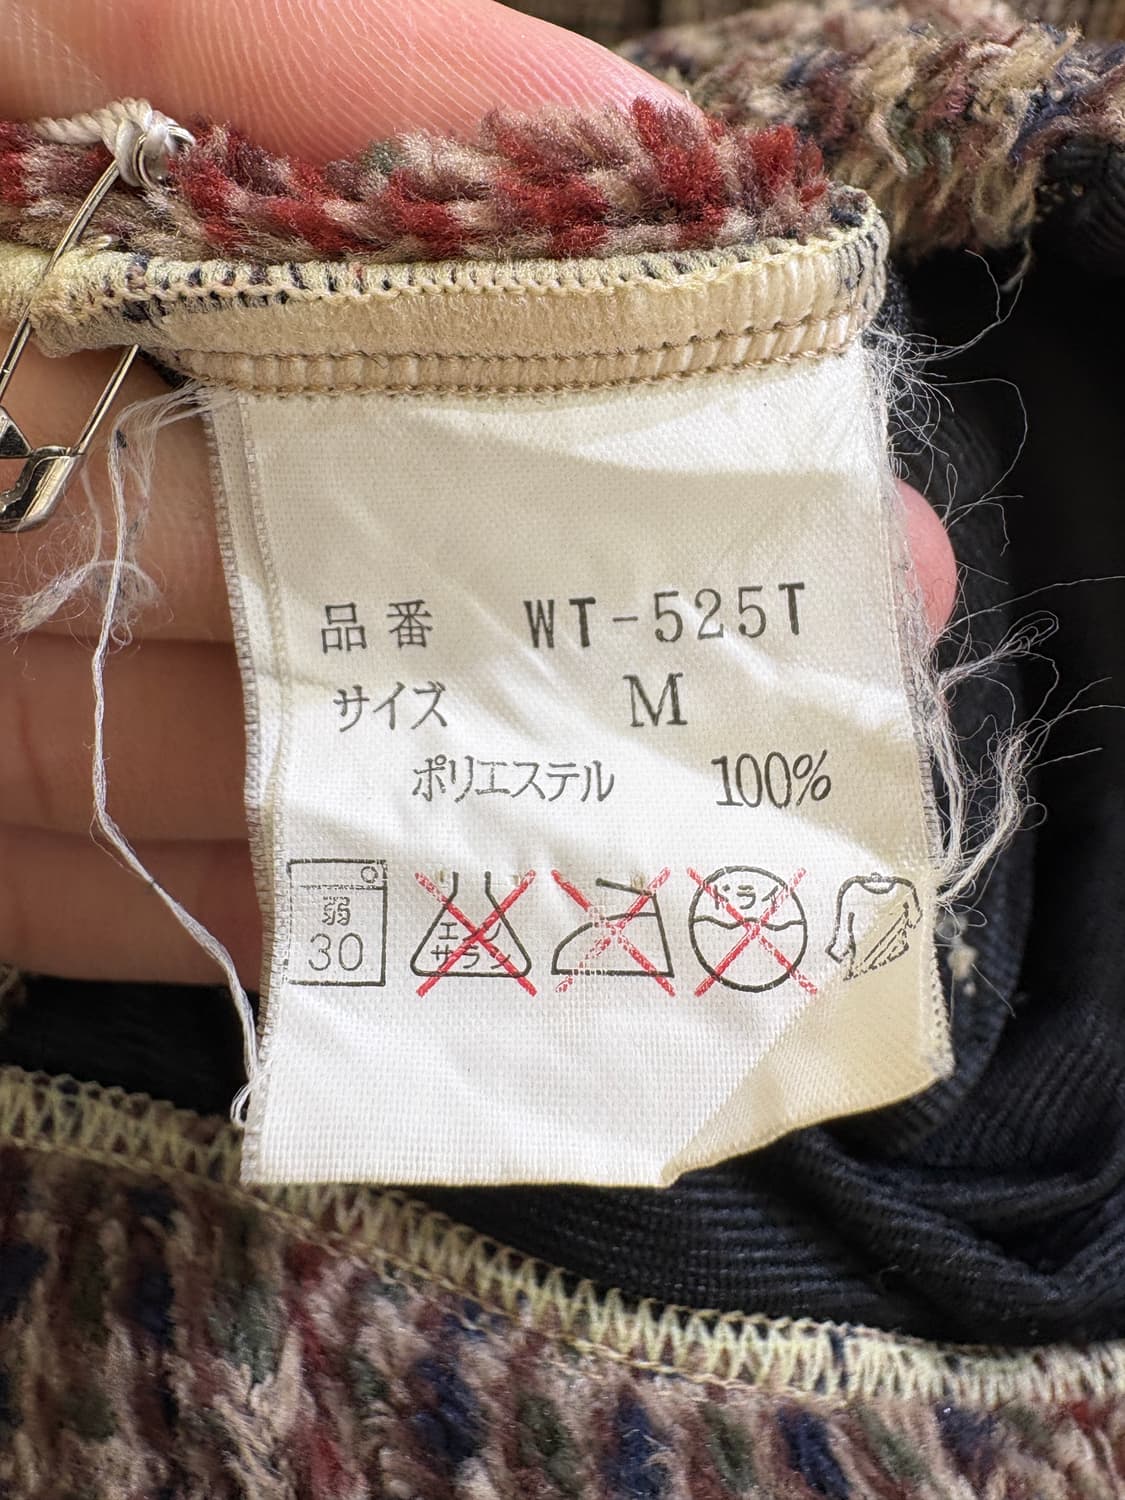 品番 WT-525T
サイズ M
ポリエステル 100%
弱 エンソ ドライ
30 サラシ